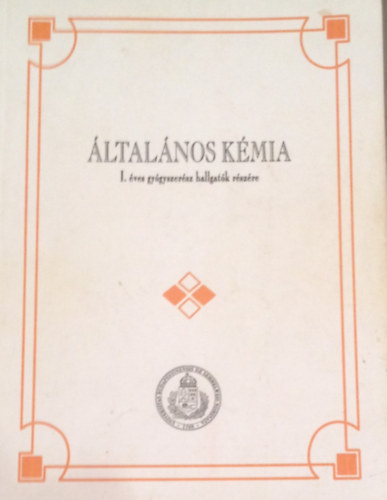 ÁLTALÁNOS KÉMIA
I. éves gyógyszerész hallgatók részére